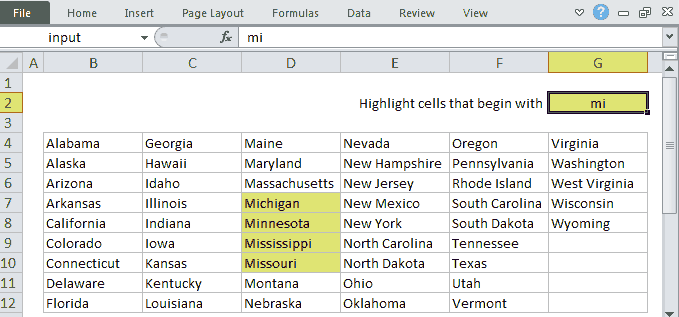 File Home Insert Page Layout Formulas Data Review View
input fx mi
A B C D E F G
1
2 Highlight cells that begin with mi
3
4 Alabama Georgia Maine Nevada Oregon Virginia
5 Alaska Hawaii Maryland New Hampshire Pennsylvania Washington
6 Arizona Idaho Massachusetts New Jersey Rhode Island West Virginia
7 Arkansas Illinois Michigan New Mexico South Carolina Wisconsin
8 California Indiana Minnesota New York South Dakota Wyoming
9 Colorado Iowa Mississippi North Carolina Tennessee
10 Connecticut Kansas Missouri North Dakota Texas
11 Delaware Kentucky Montana Ohio Utah
12 Florida Louisiana Nebraska Oklahoma Vermont